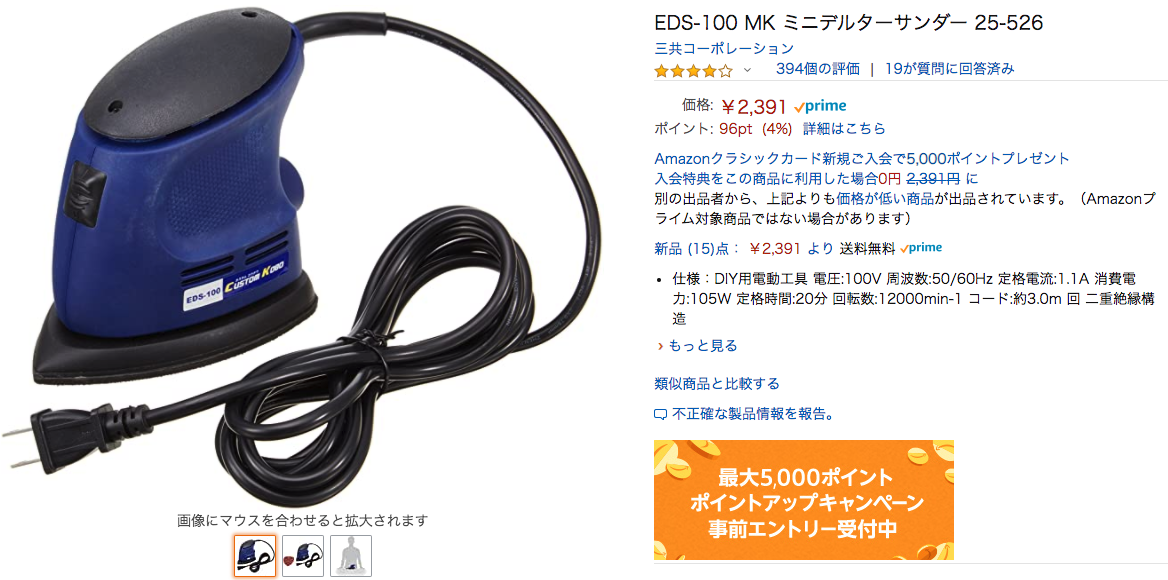 EDS-100 MK ミニデルターサンダー 25-526
三共コーポレーション
394個の評価 | 19が質問に回答済み
価格: ￥2,391 prime
ポイント: 96pt (4%) 詳細はこちら
Amazonクラシックカード新規ご入会で5,000ポイントプレゼント
入会特典をこの商品に利用した場合0円 2,391円 に
別の出品者から、上記よりも価格が低い商品が出品されています。（Amazonプ
ライム対象商品ではない場合があります）
新品 (15)点： ￥2,391 より 送料無料 prime
• 仕様：DIY用電動工具 電圧:100V 周波数:50/60Hz 定格電流:1.1A 消費電
力:105W 定格時間:20分 回転数:12000min-1 コード:約3.0m 回 二重絶縁構
造
› もっと見る
類似商品と比較する
不正確な製品情報を報告。
最大5,000ポイント
ポイントアップキャンペーン
事前エントリー受付中
EDS-100 CUSTOM KOBO
画像にマウスを合わせると拡大されます